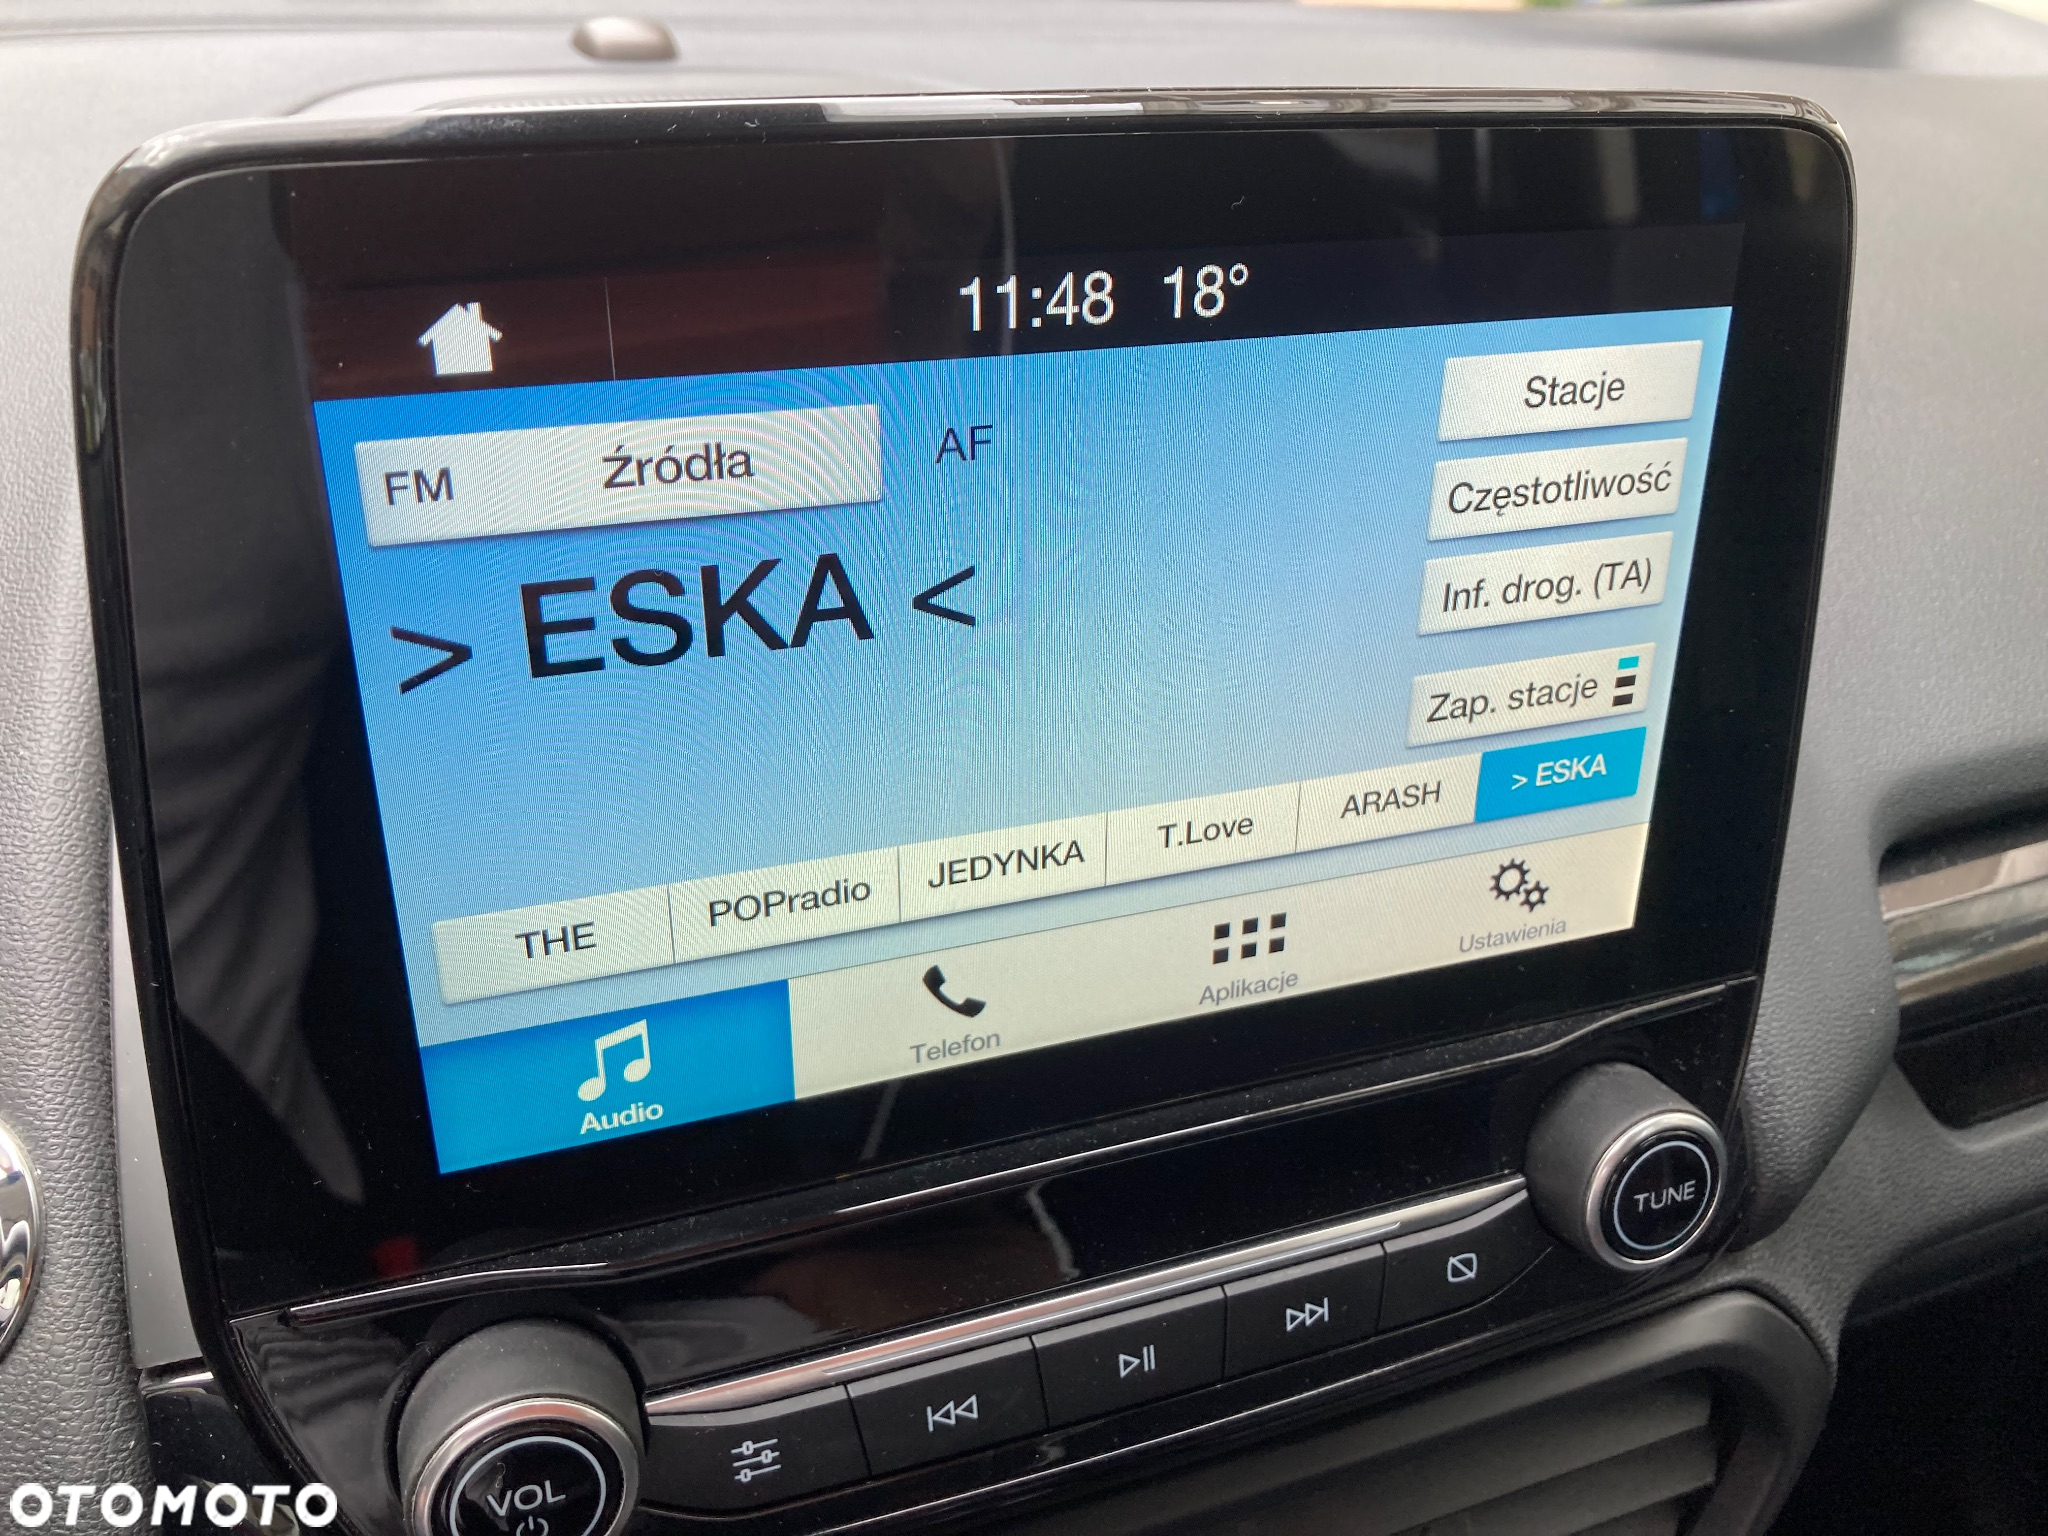 11:48 18°
FM Źródła AF
Stacje
Częstotliwość
> ESKA <
Inf. drog. (TA)
Zap. stacje
THE POPradio JEDYNKA T.Love ARASH > ESKA
Audio Telefon Aplikacje Ustawienia
TUNE
VOL
OTOMOTO